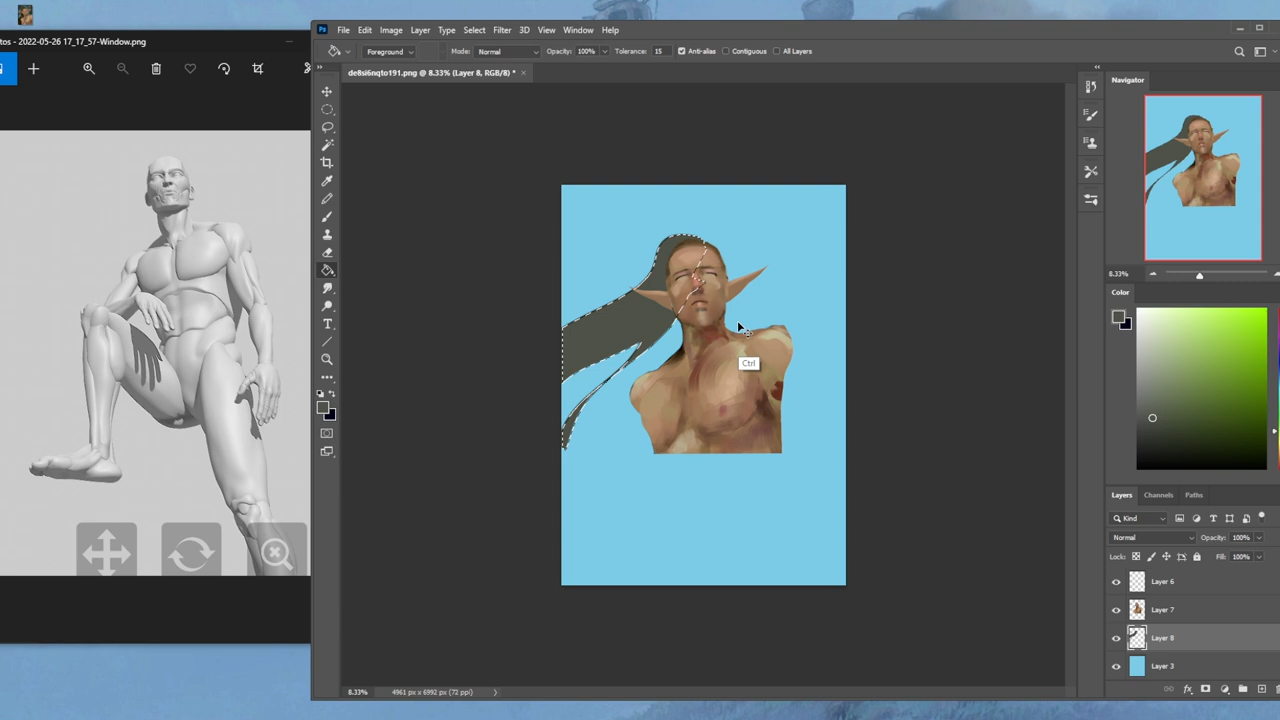 tos - 2022-05-26 17_17_57-Window.png
Ps File Edit Image Layer Type Select Filter 3D View Window Help
Foreground Mode: Normal Opacity: 100% Tolerance: 15 Anti-alias Contiguous All Layers
de8si6nqto191.png @ 8.33% (Layer 8, RGB/8) *
Navigator
8.33%
Color
Ctrl
T
Layers Channels Paths
Kind
Normal Opacity: 100%
Lock: Fill: 100%
Layer 6
Layer 7
Layer 8
Layer 3
fx
8.33% 4961 px x 6992 px (72 ppi)